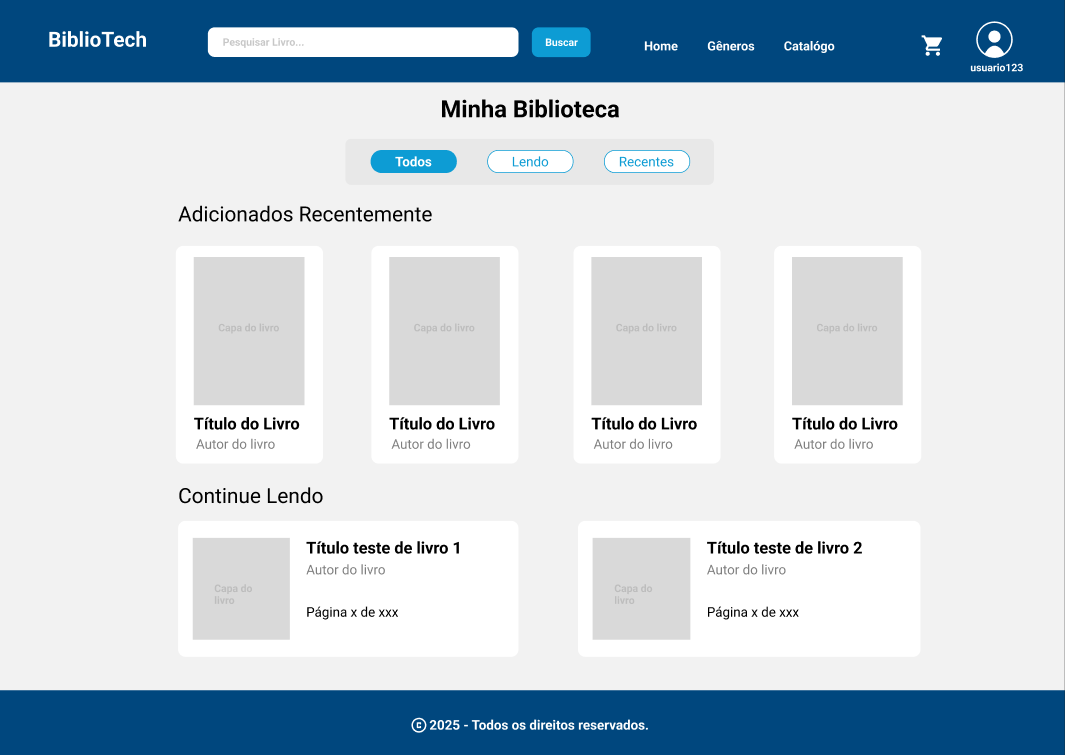 BiblioTech
Pesquisar Livro...
Buscar
Home
Gêneros
Catalógo
usuario123
Minha Biblioteca
Todos
Lendo
Recentes
Adicionados Recentemente
Capa do livro
Título do Livro
Autor do livro
Capa do livro
Título do Livro
Autor do livro
Capa do livro
Título do Livro
Autor do livro
Capa do livro
Título do Livro
Autor do livro
Continue Lendo
Capa do
livro
Título teste de livro 1
Autor do livro
Página x de xxx
Capa do
livro
Título teste de livro 2
Autor do livro
Página x de xxx
© 2025 - Todos os direitos reservados.